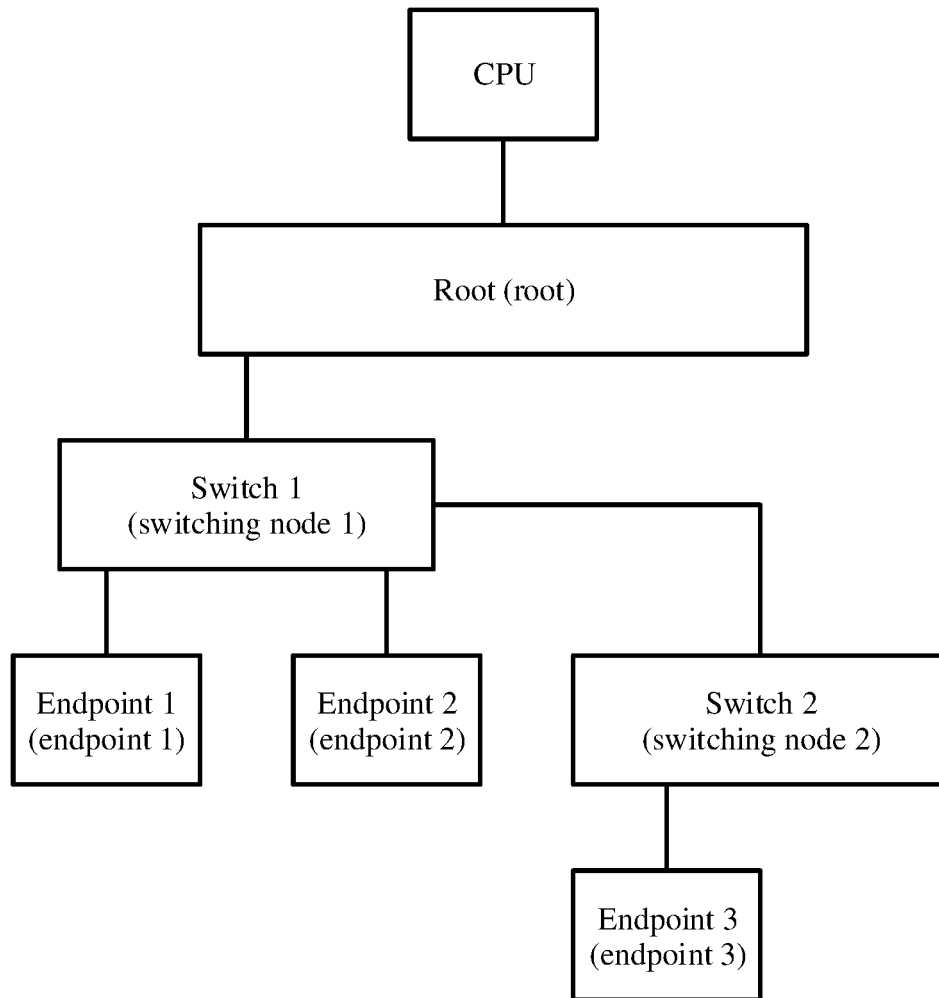 CPU
Root (root)
Switch 1
(switching node 1)
Endpoint 1
(endpoint 1)
Endpoint 2
(endpoint 2)
Switch 2
(switching node 2)
Endpoint 3
(endpoint 3)